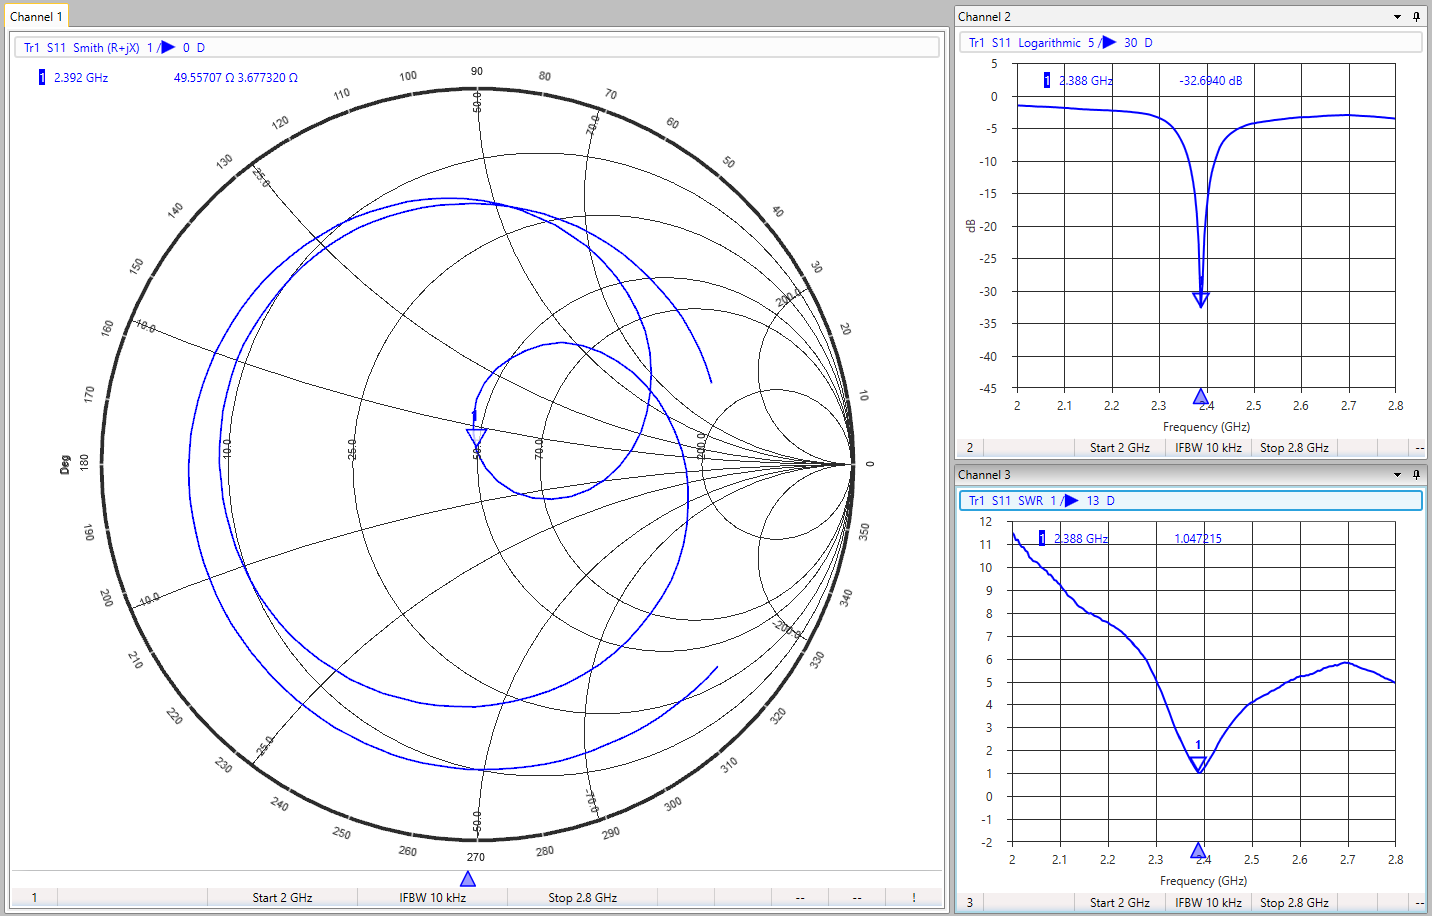 Channel 1
Tr1 S11 Smith (R+jX) 1 / 0 D
1 2.392 GHz 49.55707 Ω 3.677320 Ω
90
100 80
110 70
120 60
130 50
140 40
150 30
160 20
170 10
Deg 180 0
190 350
200 340
210 330
220 320
230 310
240 300
250 290
260 280
270
50.0
70.0
25.0
10.0
200.0
1
10.0 25.0 50.0 70.0 200.0
-10.0
-25.0
-50.0
-70.0
-200.0
1 Start 2 GHz IFBW 10 kHz Stop 2.8 GHz -- -- !
Channel 2
Tr1 S11 Logarithmic 5 / 30 D
1 2.388 GHz -32.6940 dB
5
0
-5
-10
-15
dB -20
-25
-30
-35
-40
-45
2 2.1 2.2 2.3 2.4 2.5 2.6 2.7 2.8
Frequency (GHz)
2 Start 2 GHz IFBW 10 kHz Stop 2.8 GHz --
Channel 3
Tr1 S11 SWR 1 / 13 D
1 2.388 GHz 1.047215
12
11
10
9
8
7
6
5
4
3
2
1
1
0
-1
-2
2 2.1 2.2 2.3 2.4 2.5 2.6 2.7 2.8
Frequency (GHz)
3 Start 2 GHz IFBW 10 kHz Stop 2.8 GHz --